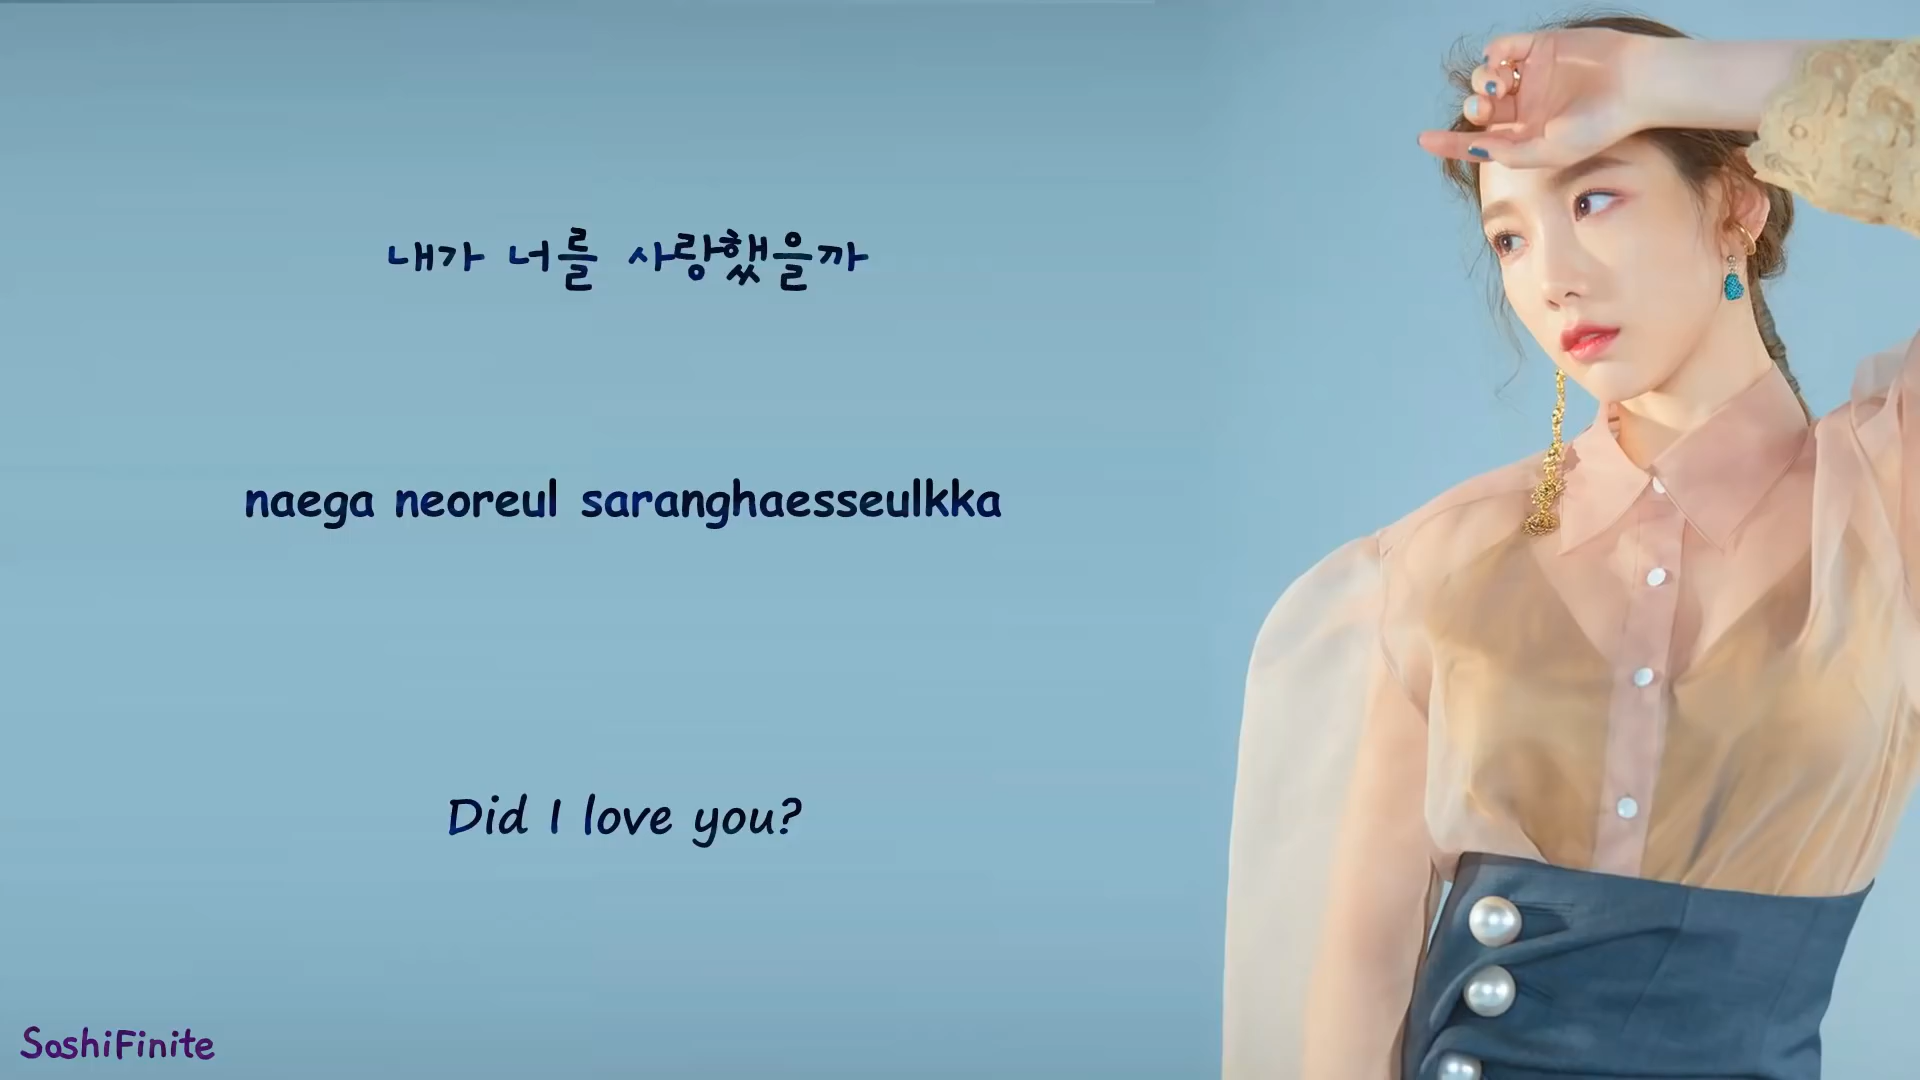 내가 너를 사랑했을까
naega neoreul saranghaesseulkka
Did I love you?
SoshiFinite